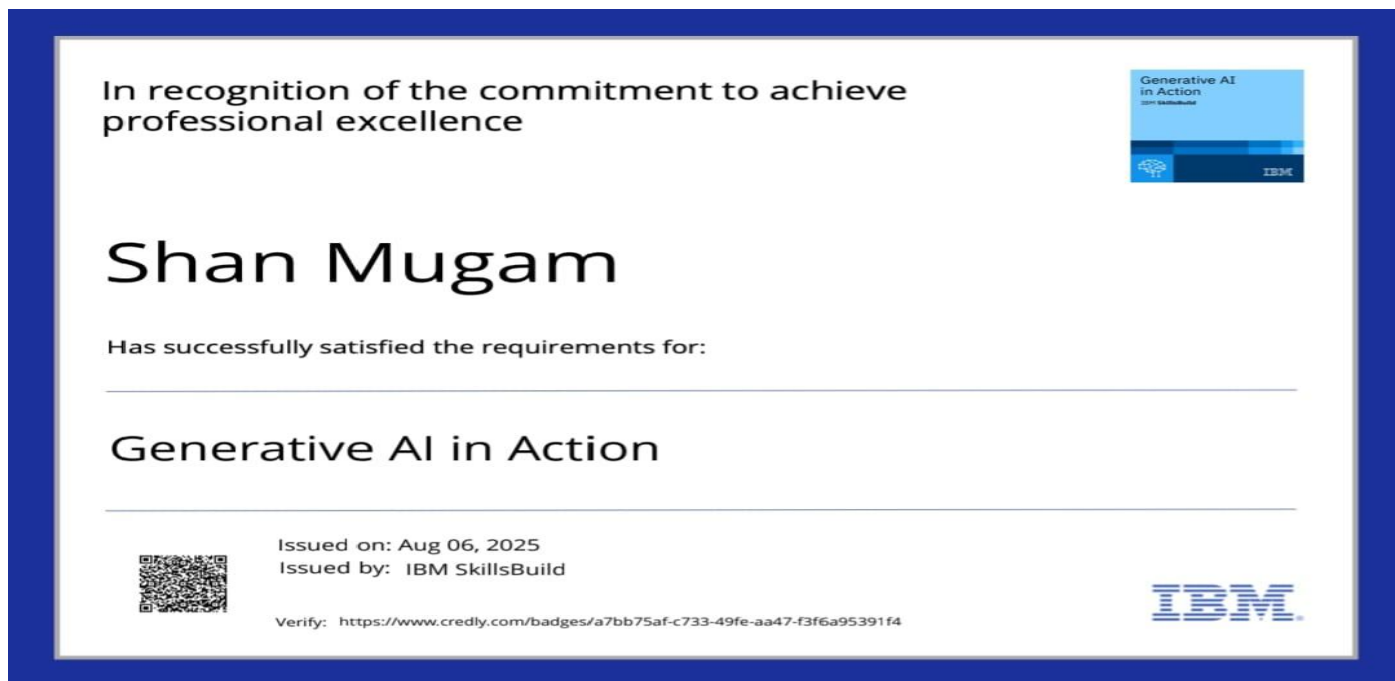 In recognition of the commitment to achieve
professional excellence
Generative AI
in Action
IBM SkillsBuild
IBM
Shan Mugam
Has successfully satisfied the requirements for:
Generative AI in Action
Issued on: Aug 06, 2025
Issued by: IBM SkillsBuild
Verify: https://www.credly.com/badges/a7bb75af-c733-49fe-aa47-f3f6a95391f4
IBM.